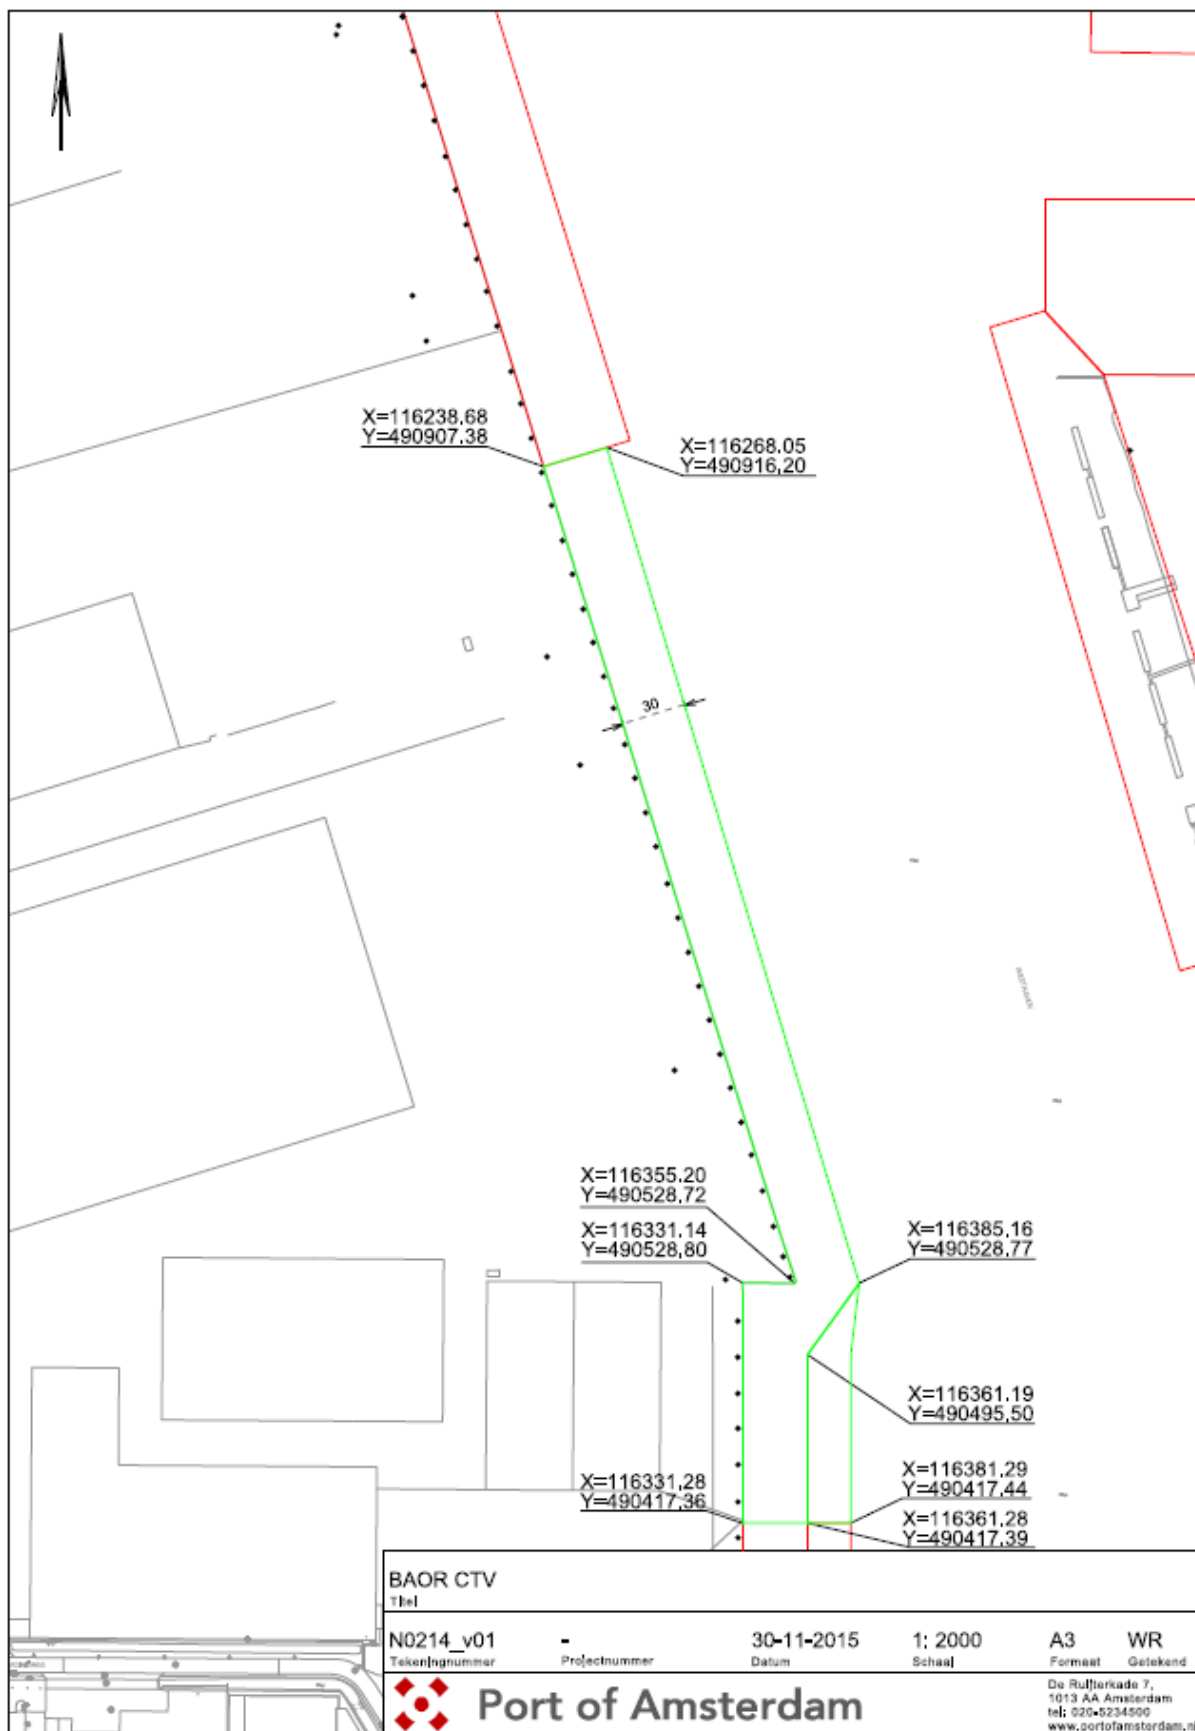 X=116238.68
Y=490907.38
X=116268.05
Y=490916,20
30
X=116355.20
Y=490528,72
X=116331.14
Y=490528,80
X=116385.16
Y=490528.77
X=116361.19
Y=490495,50
X=116331,28
Y=490417,36
X=116381.29
Y=490417.44
X=116361.28
Y=490417,39
BAOR CTV
Titel
N0214_v01 - 30-11-2015 1: 2000 A3 WR
Tekeningnummer Projectnummer Datum Schaal Formaat Getekend
Port of Amsterdam
De Ruijterkade 7,
1013 AA Amsterdam
tel: 020-5234500
www.portofamsterdam.nl